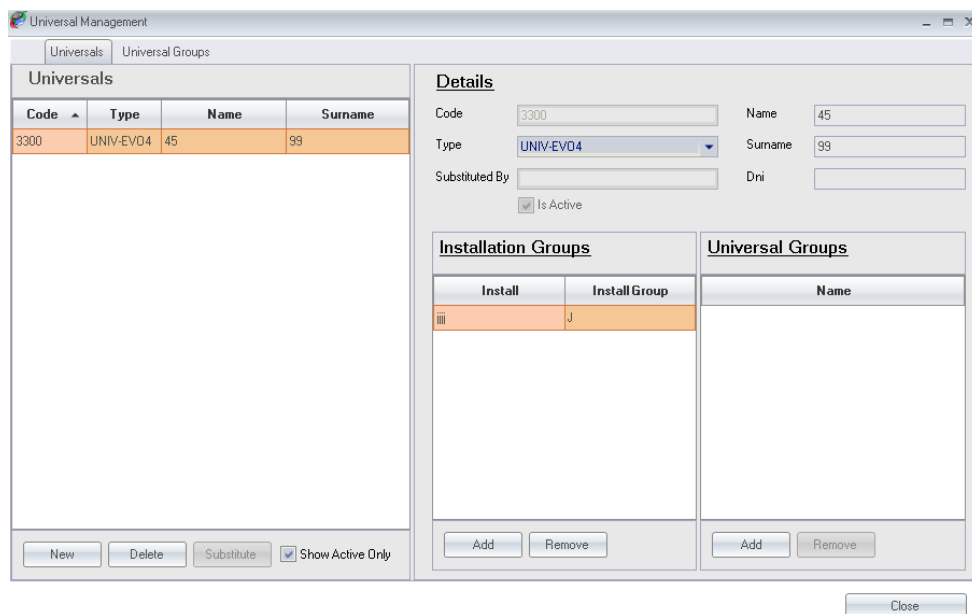 Universal Management
Universals Universal Groups
Universals
Code Type Name Surname
3300 UNIV-EVO4 45 99
New Delete Substitute Show Active Only
Details
Code 3300 Name 45
Type UNIV-EVO4 Surname 99
Substituted By Dni
Is Active
Installation Groups
Install Install Group
J
Add Remove
Universal Groups
Name
Add Remove
Close